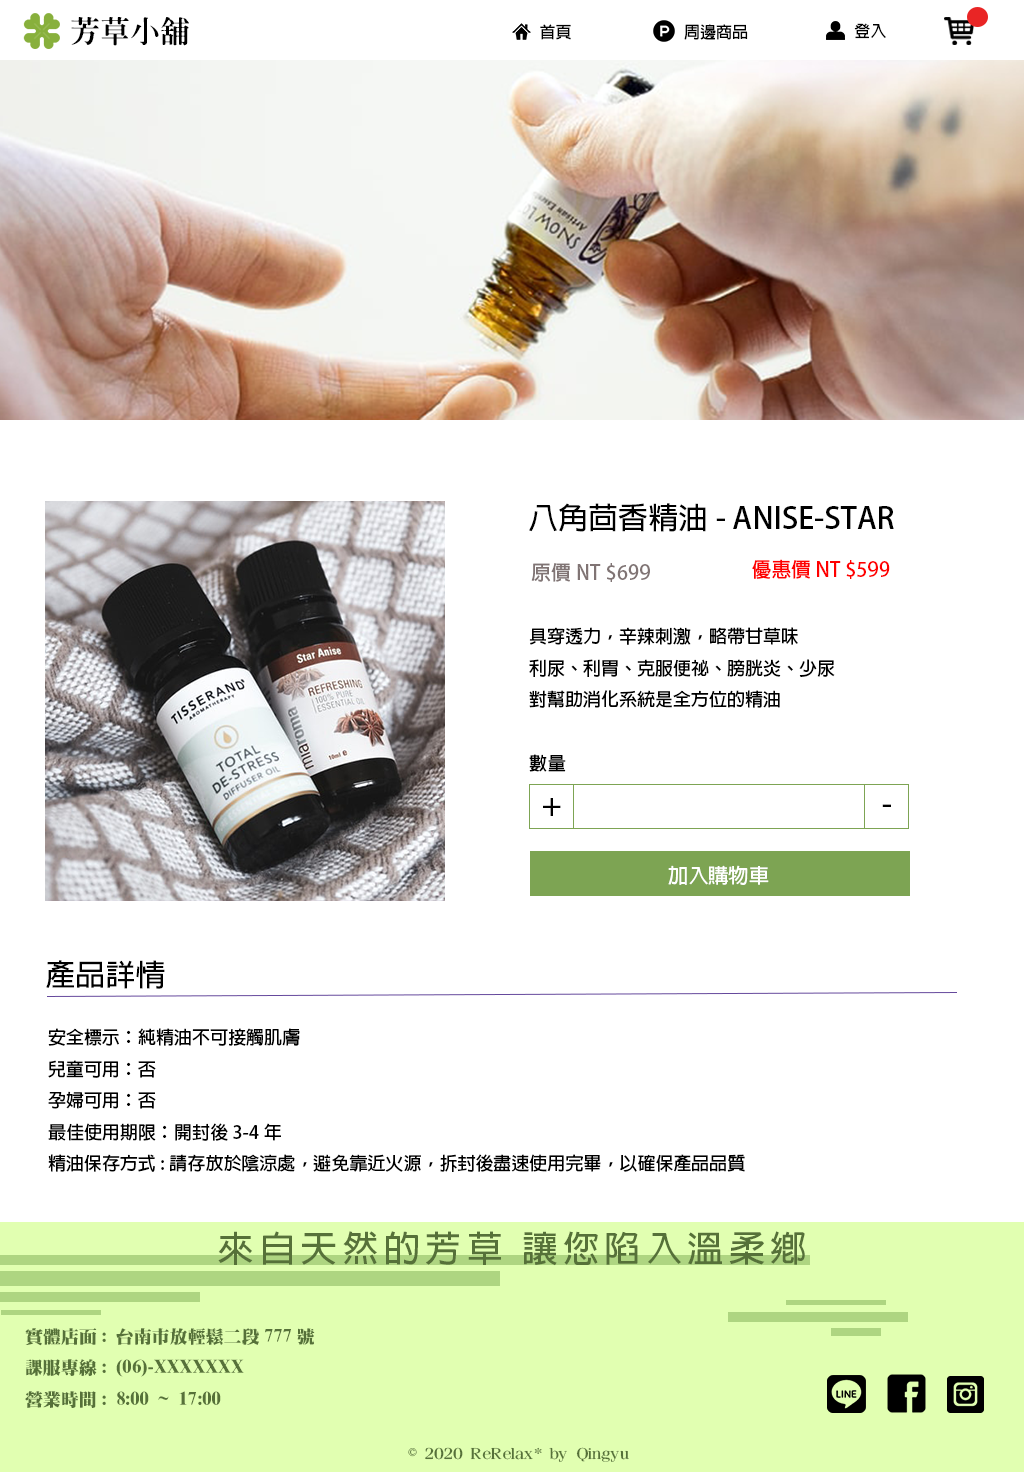 芳草小舖
首頁
P 周邊商品
登入
SNOW LO
Artisan Essen
八角茴香精油 - ANISE-STAR
原價 NT $699
優惠價 NT $599
具穿透力，辛辣刺激，略帶甘草味
利尿、利胃、克服便祕、膀胱炎、少尿
對幫助消化系統是全方位的精油
數量
+
-
加入購物車
TISSERAND
AROMATHERAPY
TOTAL
DE-STRESS
DIFFUSER OIL
Star Anise
REFRESHING
100% PURE
ESSENTIAL OIL
miaroma
10ml e
產品詳情
安全標示：純精油不可接觸肌膚
兒童可用：否
孕婦可用：否
最佳使用期限：開封後 3-4 年
精油保存方式 : 請存放於陰涼處，避免靠近火源，拆封後盡速使用完畢，以確保產品品質
來自天然的芳草 讓您陷入溫柔鄉
實體店面： 台南市放輕鬆二段 777 號
課服專線： (06)-XXXXXXX
營業時間： 8:00 ~ 17:00
LINE
© 2020 ReRelax* by Qingyu